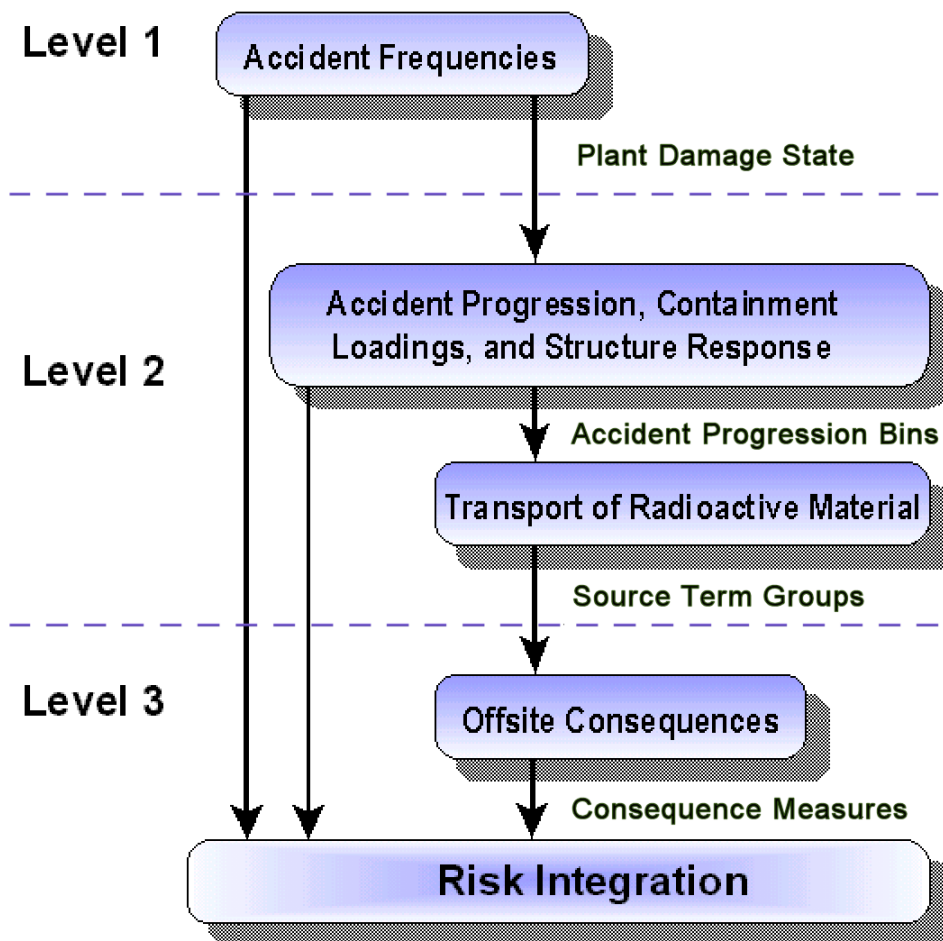 Level 1
Accident Frequencies
Plant Damage State
Level 2
Accident Progression, Containment
Loadings, and Structure Response
Accident Progression Bins
Transport of Radioactive Material
Source Term Groups
Level 3
Offsite Consequences
Consequence Measures
Risk Integration